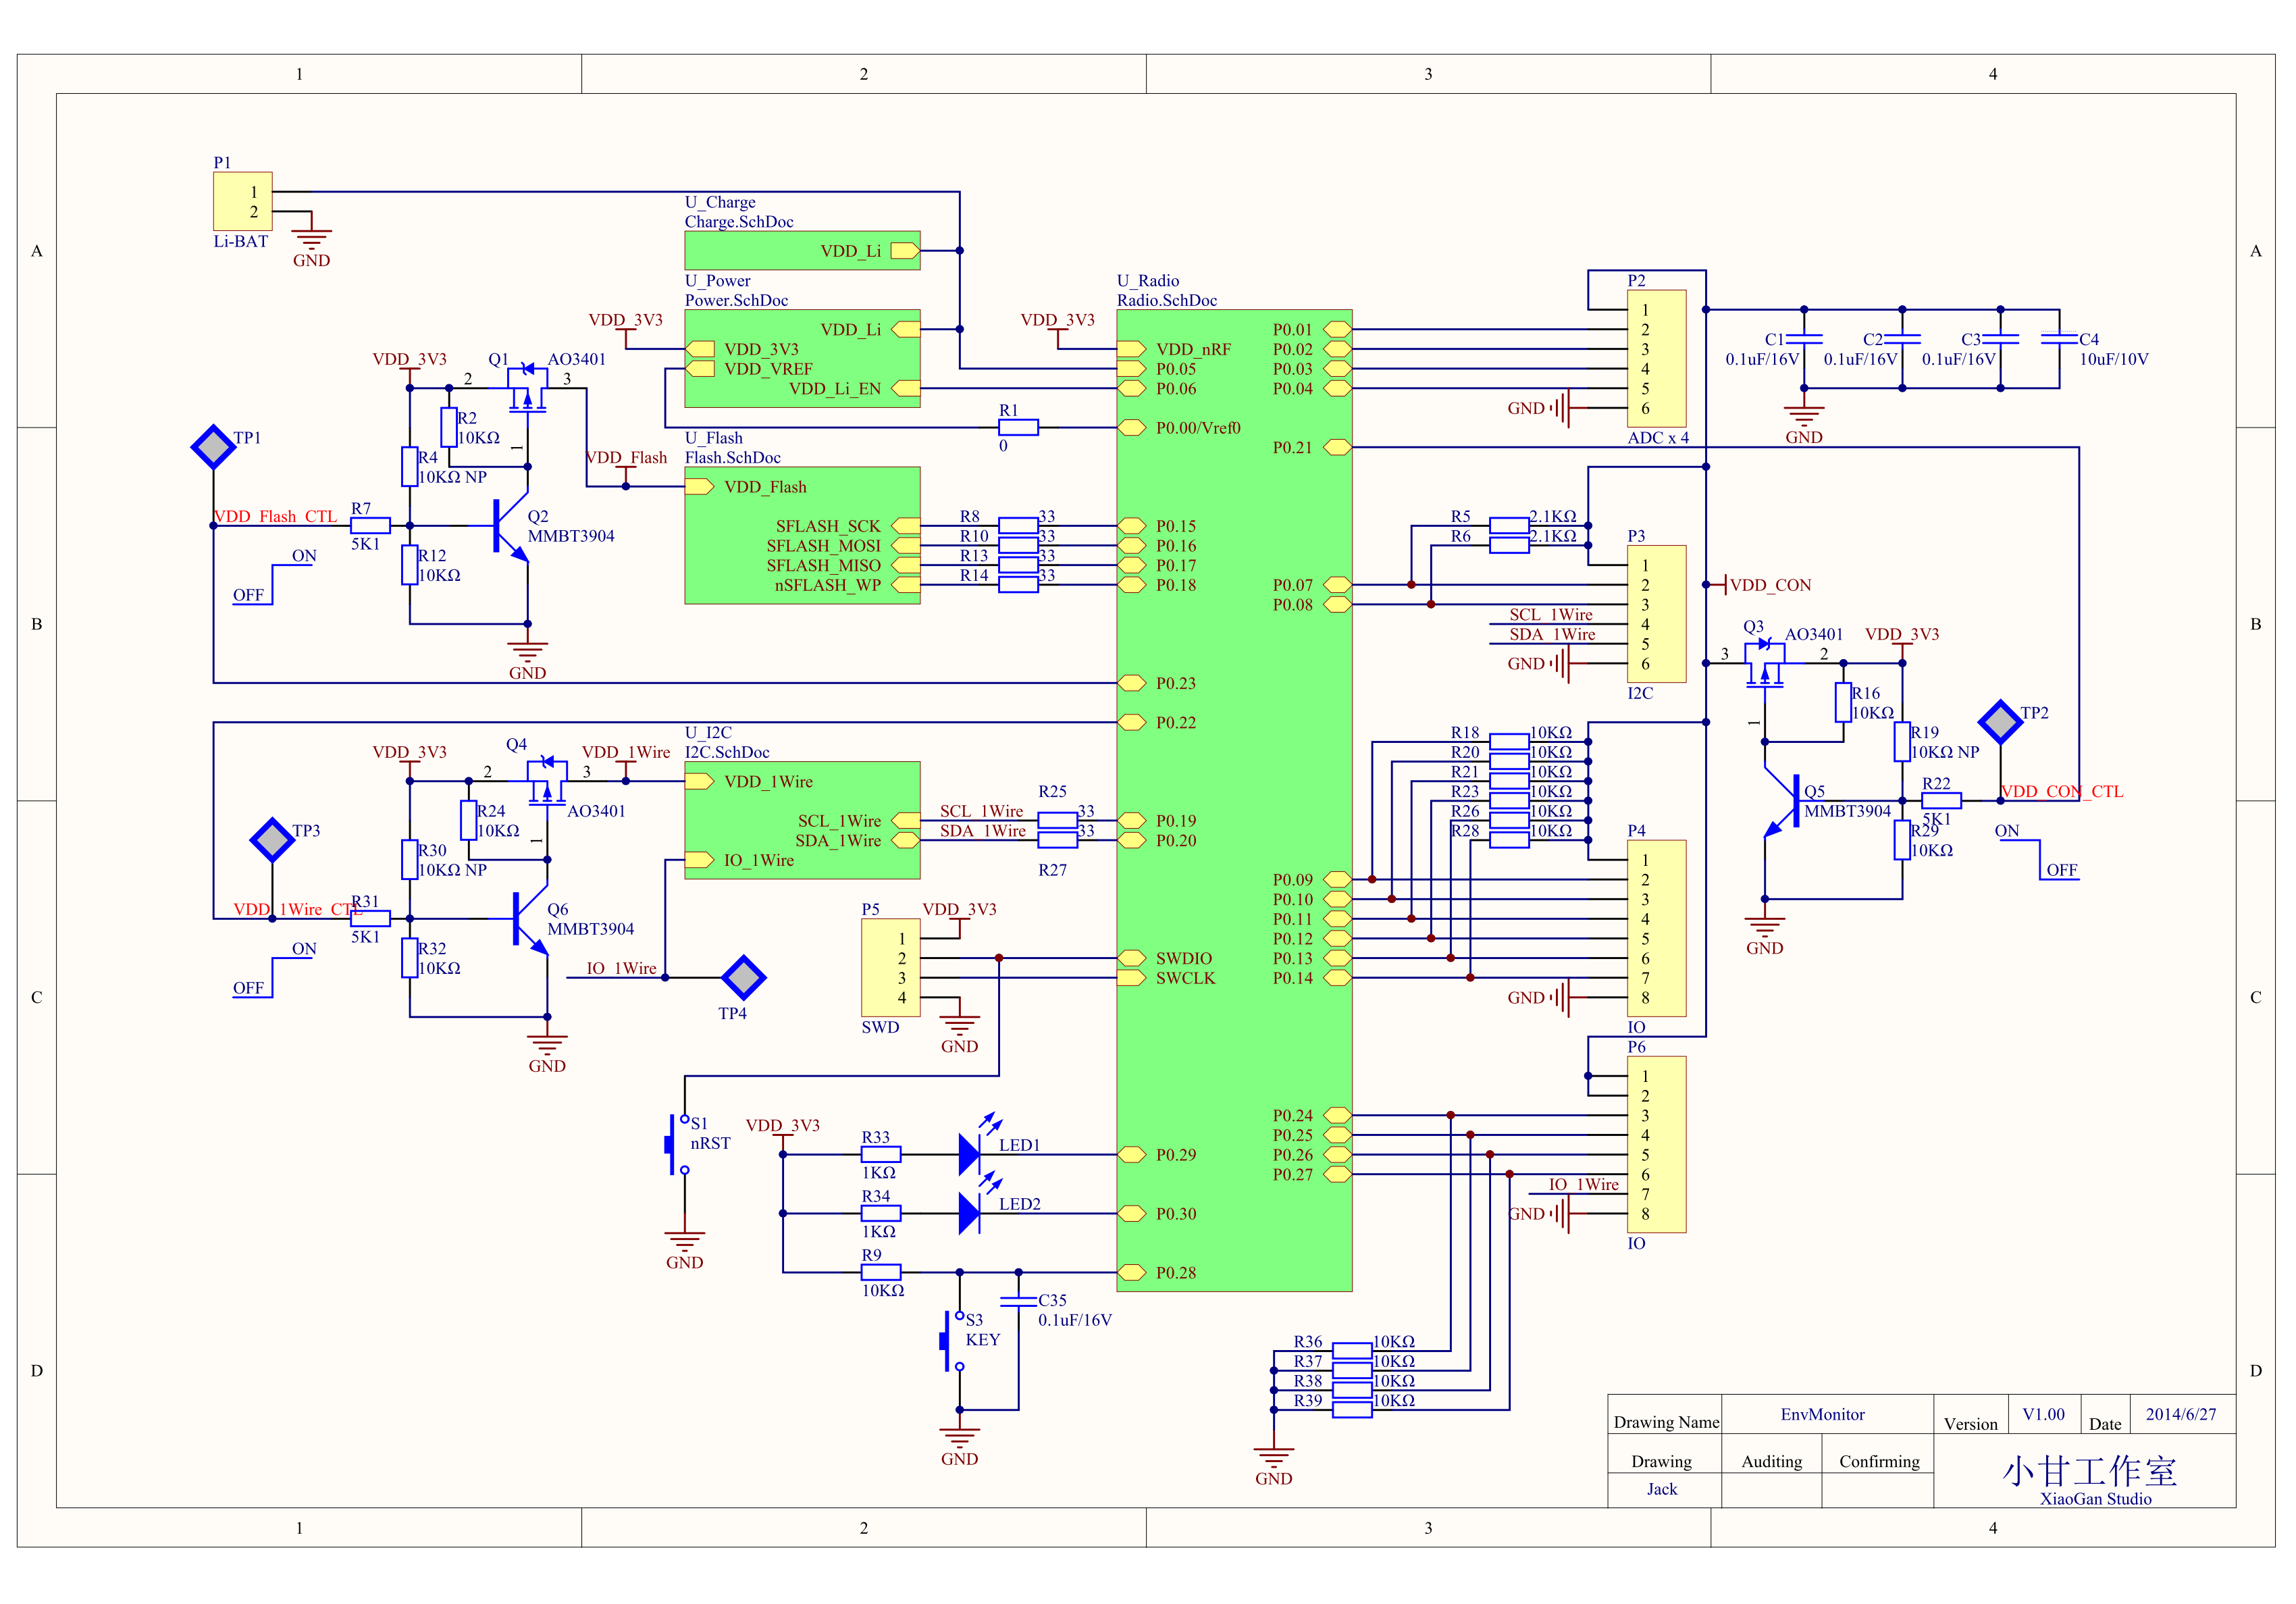 1 2 3 4
A A
B B
C C
D D
P1
1
2
Li-BAT
GND
U_Charge
Charge.SchDoc
VDD_Li
U_Power
Power.SchDoc
VDD_3V3
VDD_Li
VDD_3V3
VDD_VREF
VDD_Li_EN
R1
0
U_Flash
Flash.SchDoc
VDD_Flash
VDD_Flash
SFLASH_SCK
SFLASH_MOSI
SFLASH_MISO
nSFLASH_WP
R8 33
R10 33
R13 33
R14 33
VDD_3V3
Q1 AO3401
2 3
1
R2
10KΩ
R4
10KΩ NP
TP1
VDD_Flash_CTL
R7
5K1
Q2
MMBT3904
R12
10KΩ
ON
OFF
GND
VDD_3V3
Q4
AO3401
2 3
1
VDD_1Wire
R24
10KΩ
R30
10KΩ NP
TP3
VDD_1Wire_CTL
R31
5K1
Q6
MMBT3904
R32
10KΩ
ON
OFF
GND
U_I2C
I2C.SchDoc
VDD_1Wire
SCL_1Wire
SDA_1Wire
IO_1Wire
SCL_1Wire
SDA_1Wire
R25
33
33
R27
IO_1Wire
TP4
P5
VDD_3V3
1
2
3
4
SWD
GND
S1
nRST
GND
VDD_3V3
R33
1KΩ
LED1
R34
1KΩ
LED2
R9
10KΩ
S3
KEY
C35
0.1uF/16V
GND
U_Radio
Radio.SchDoc
VDD_3V3
VDD_nRF
P0.05
P0.06
P0.00/Vref0
P0.15
P0.16
P0.17
P0.18
P0.23
P0.22
P0.19
P0.20
SWDIO
SWCLK
P0.29
P0.30
P0.28
P0.01
P0.02
P0.03
P0.04
P0.21
P0.07
P0.08
P0.09
P0.10
P0.11
P0.12
P0.13
P0.14
P0.24
P0.25
P0.26
P0.27
P2
1
2
3
4
5
6
GND
ADC x 4
C1
0.1uF/16V
C2
0.1uF/16V
C3
0.1uF/16V
C4
10uF/10V
GND
R5 2.1KΩ
R6 2.1KΩ
P3
1
2
3
4
5
6
SCL_1Wire
SDA_1Wire
GND
I2C
VDD_CON
Q3 AO3401
3 2
1
VDD_3V3
R16
10KΩ
R19
10KΩ NP
TP2
R22
5K1
VDD_CON_CTL
Q5
MMBT3904
R29
10KΩ
ON
OFF
GND
R18 10KΩ
R20 10KΩ
R21 10KΩ
R23 10KΩ
R26 10KΩ
R28 10KΩ
P4
1
2
3
4
5
6
7
8
GND
IO
P6
1
2
3
4
5
6
7
8
IO_1Wire
GND
IO
R36 10KΩ
R37 10KΩ
R38 10KΩ
R39 10KΩ
GND
Drawing Name EnvMonitor Version V1.00 Date 2014/6/27
Drawing Auditing Confirming
Jack
小甘工作室
XiaoGan Studio
1 2 3 4